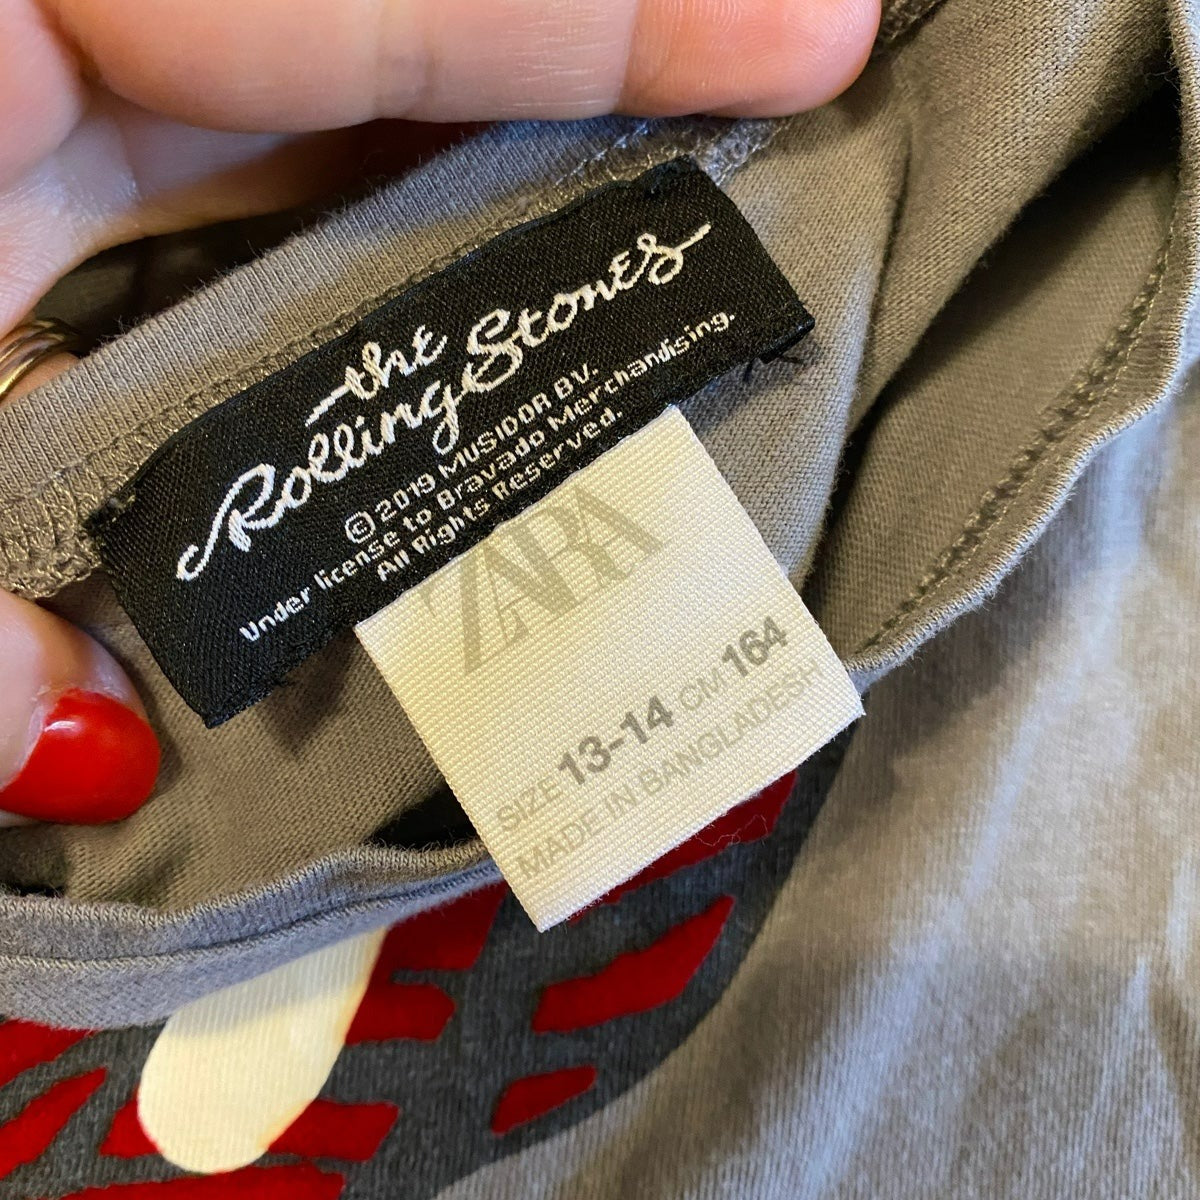 the
Rolling Stones
©2019 MUSIDOR BV.
Under license to Bravado Merchandising.
All Rights Reserved.
ZARA
SIZE 13-14 CM 164
MADE IN BANGLADESH